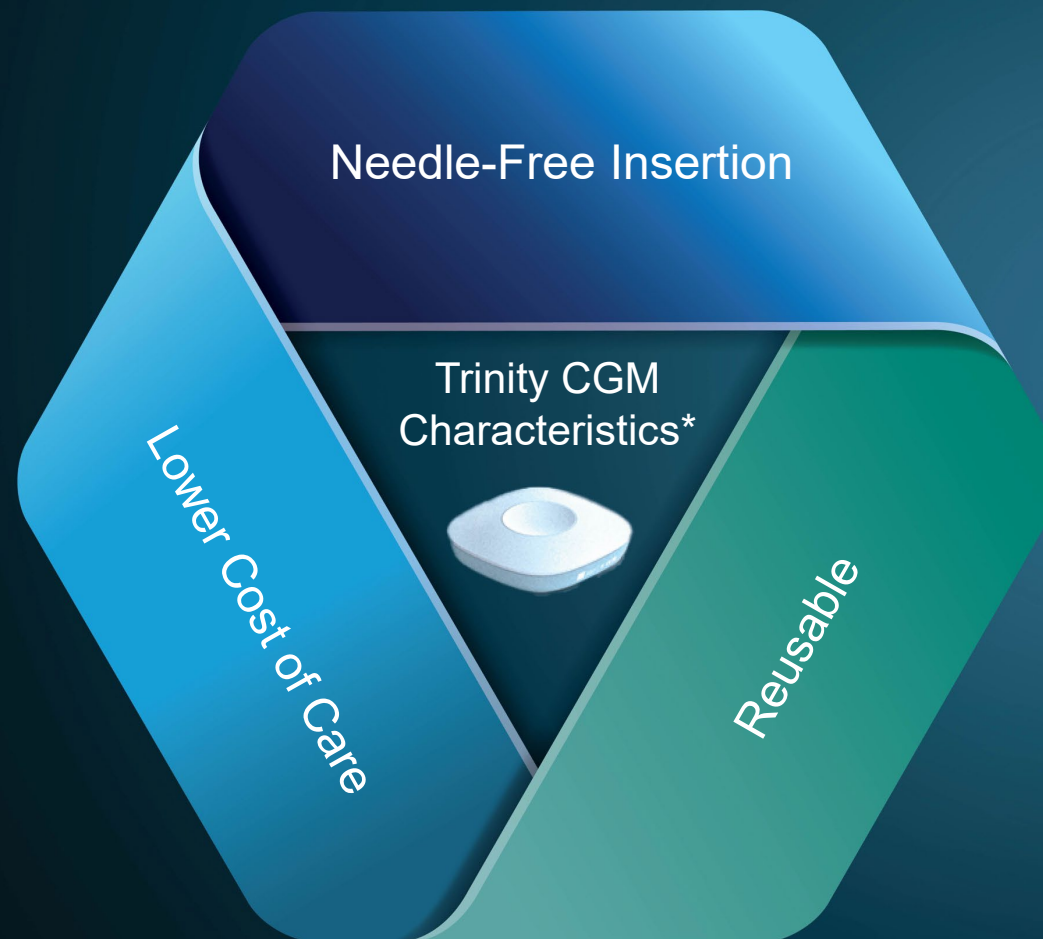 Needle-Free Insertion
Trinity CGM
Characteristics*
Lower Cost of Care
Reusable